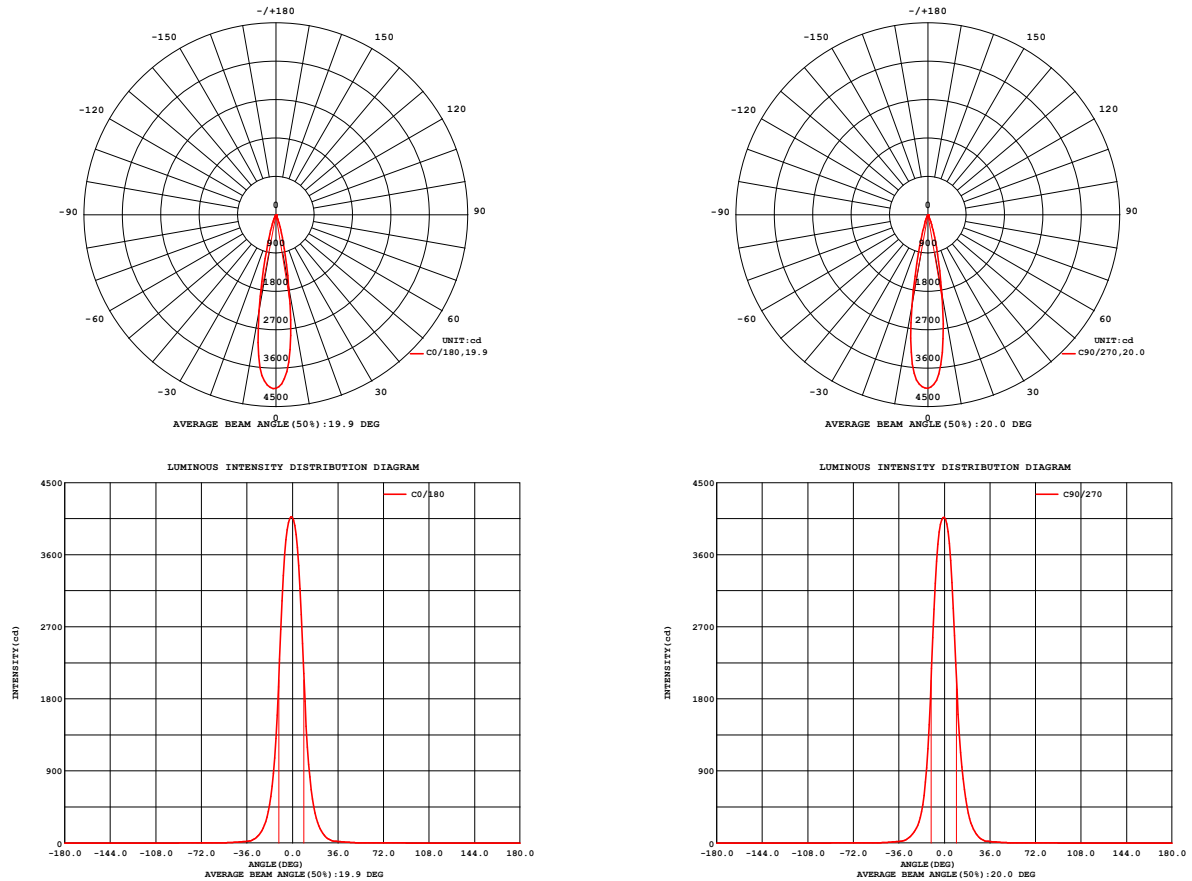 -/+180
-150
150
-120
120
-90
90
-60
60
-30
30
0
0
900
1800
2700
3600
4500
UNIT:cd
C0/180,19.9
AVERAGE BEAM ANGLE(50%):19.9 DEG
-/+180
-150
150
-120
120
-90
90
-60
60
-30
30
0
0
900
1800
2700
3600
4500
UNIT:cd
C90/270,20.0
AVERAGE BEAM ANGLE(50%):20.0 DEG
LUMINOUS INTENSITY DISTRIBUTION DIAGRAM
C0/180
INTENSITY(cd)
4500
3600
2700
1800
900
0
-180.0 -144.0 -108.0 -72.0 -36.0 0.0 36.0 72.0 108.0 144.0 180.0
ANGLE(DEG)
AVERAGE BEAM ANGLE(50%):19.9 DEG
LUMINOUS INTENSITY DISTRIBUTION DIAGRAM
C90/270
INTENSITY(cd)
4500
3600
2700
1800
900
0
-180.0 -144.0 -108.0 -72.0 -36.0 0.0 36.0 72.0 108.0 144.0 180.0
ANGLE(DEG)
AVERAGE BEAM ANGLE(50%):20.0 DEG